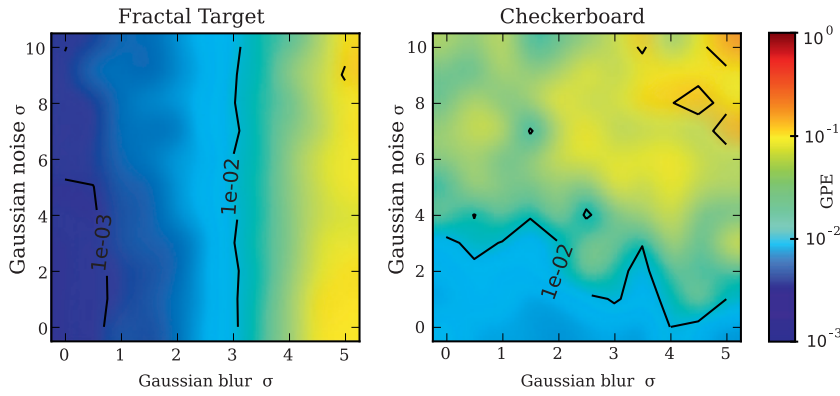 Fractal Target
Checkerboard
10
8
6
4
2
0
Gaussian noise σ
1e-03
1e-02
0 1 2 3 4 5
Gaussian blur σ
10
8
6
4
2
0
Gaussian noise σ
1e-02
0 1 2 3 4 5
Gaussian blur σ
10⁰
10⁻¹
10⁻²
10⁻³
GPE